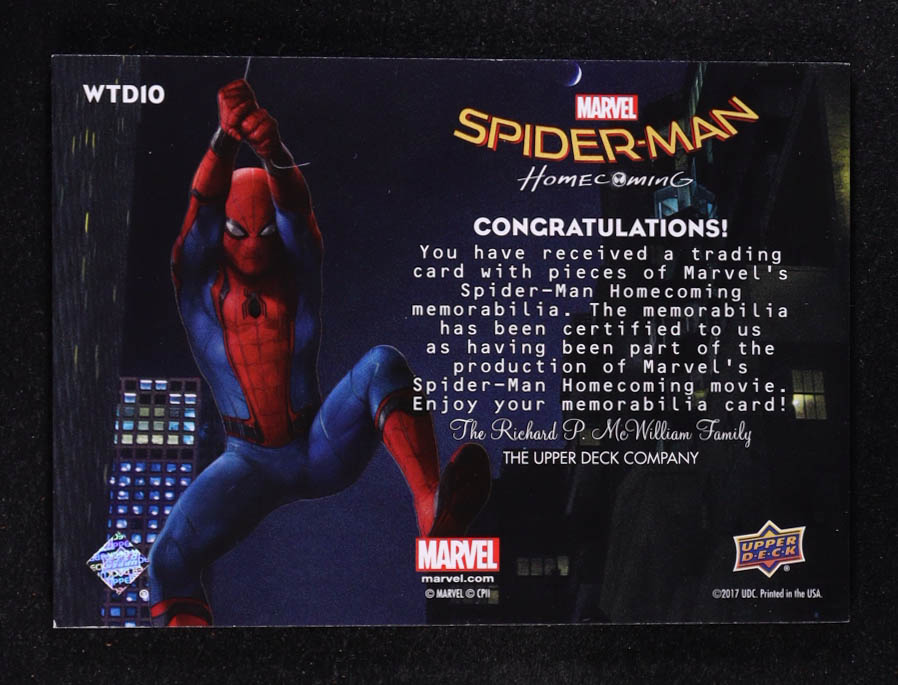 WTD10
MARVEL
SPIDER-MAN
HOMECOMING
CONGRATULATIONS!
You have received a trading
card with pieces of Marvel's
Spider-Man Homecoming
memorabilia. The memorabilia
has been certified to us
as having been part of the
production of Marvel's
Spider-Man Homecoming movie.
Enjoy your memorabilia card!
The Richard P. McWilliam Family
THE UPPER DECK COMPANY
MARVEL
marvel.com
© MARVEL © CPII
UPPER
D·E·C·K
®
©2017 UDC. Printed in the USA.